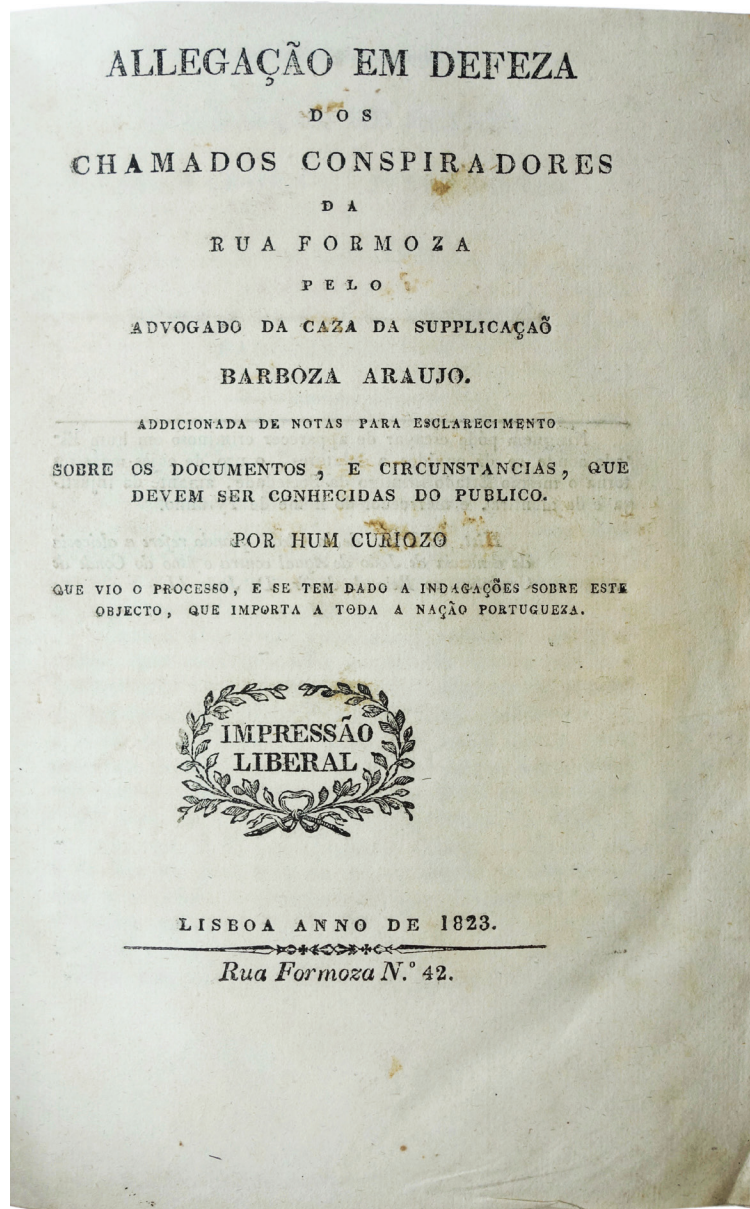 ALLEGAÇÃO EM DEFEZA
DOS
CHAMADOS CONSPIRADORES
DA
RUA FORMOZA
PELO
ADVOGADO DA CAZA DA SUPPLICAÇAÕ
BARBOZA ARAUJO.
ADDICIONADA DE NOTAS PARA ESCLARECIMENTO
SOBRE OS DOCUMENTOS, E CIRCUNSTANCIAS, QUE
DEVEM SER CONHECIDAS DO PUBLICO.
POR HUM CURIOZO
QUE VIO O PROCESSO, E SE TEM DADO A INDAGAÇÕES SOBRE ESTE
OBJECTO, QUE IMPORTA A TODA A NAÇÃO PORTUGUEZA.
IMPRESSÃO
LIBERAL
LISBOA ANNO DE 1823.
Rua Formoza N.º 42.